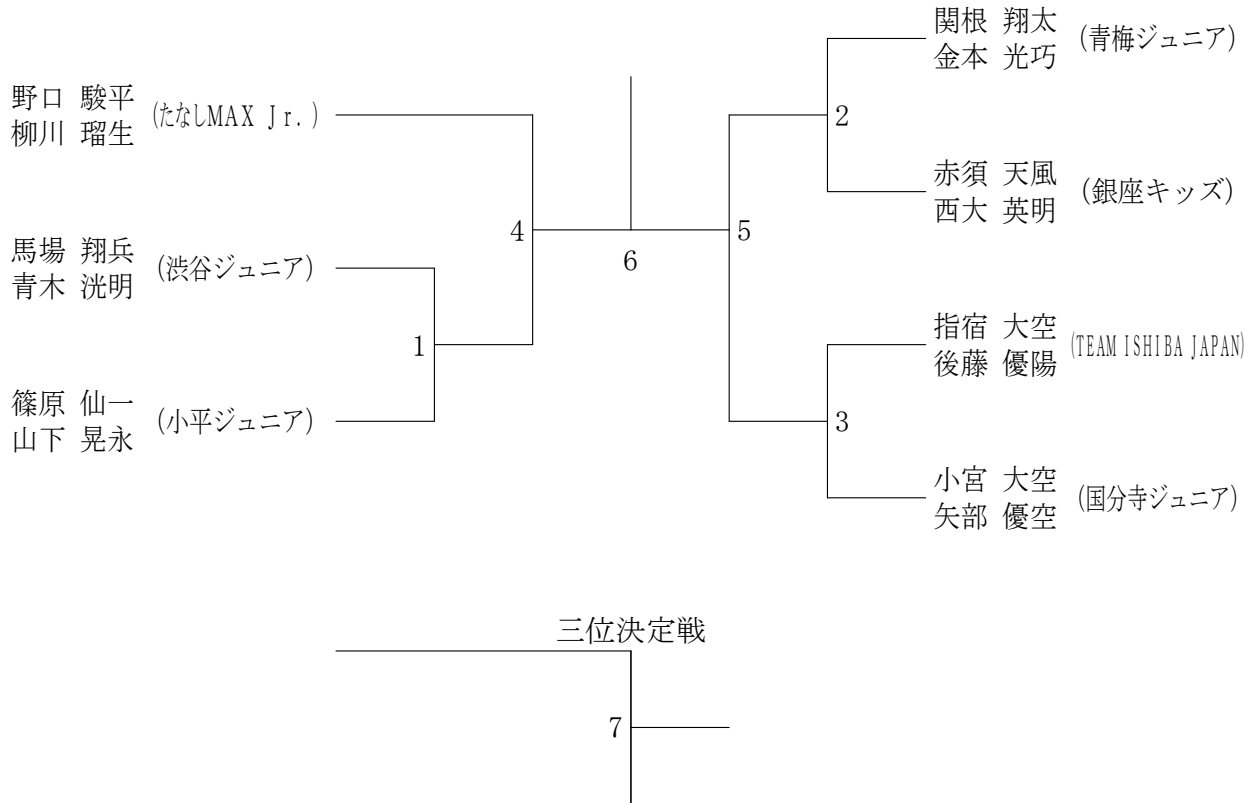 野口 駿平
柳川 瑠生
(たなしMAX Jr.)
馬場 翔兵
青木 洸明
(渋谷ジュニア)
篠原 仙一
山下 晃永
(小平ジュニア)
1
4
6
5
2
3
関根 翔太
金本 光巧
(青梅ジュニア)
赤須 天風
西大 英明
(銀座キッズ)
指宿 大空
後藤 優陽
(TEAM ISHIBA JAPAN)
小宮 大空
矢部 優空
(国分寺ジュニア)
三位決定戦
7